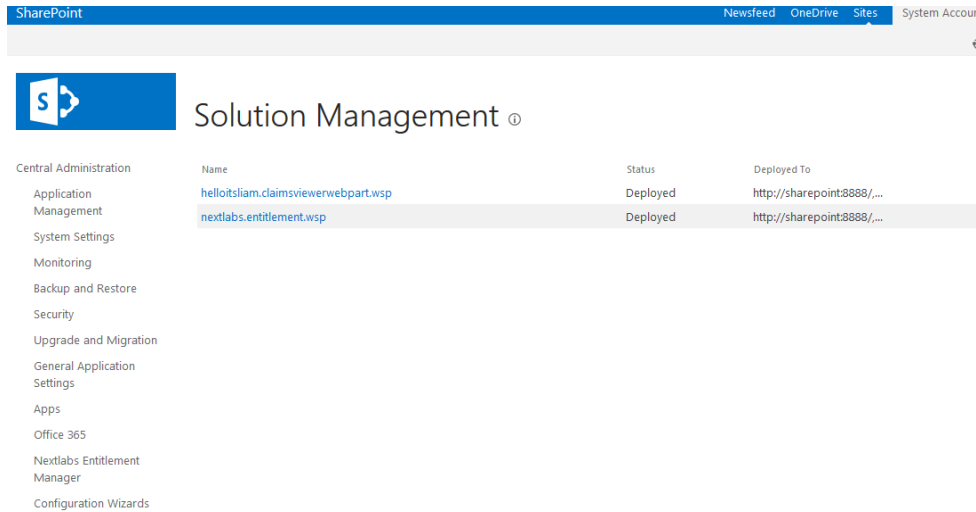 SharePoint
Newsfeed OneDrive Sites System Accoun
Solution Management
Central Administration
Application
Management
System Settings
Monitoring
Backup and Restore
Security
Upgrade and Migration
General Application
Settings
Apps
Office 365
Nextlabs Entitlement
Manager
Configuration Wizards
Name Status Deployed To
helloitsliam.claimsviewerwebpart.wsp Deployed http://sharepoint:8888/,...
nextlabs.entitlement.wsp Deployed http://sharepoint:8888/,...